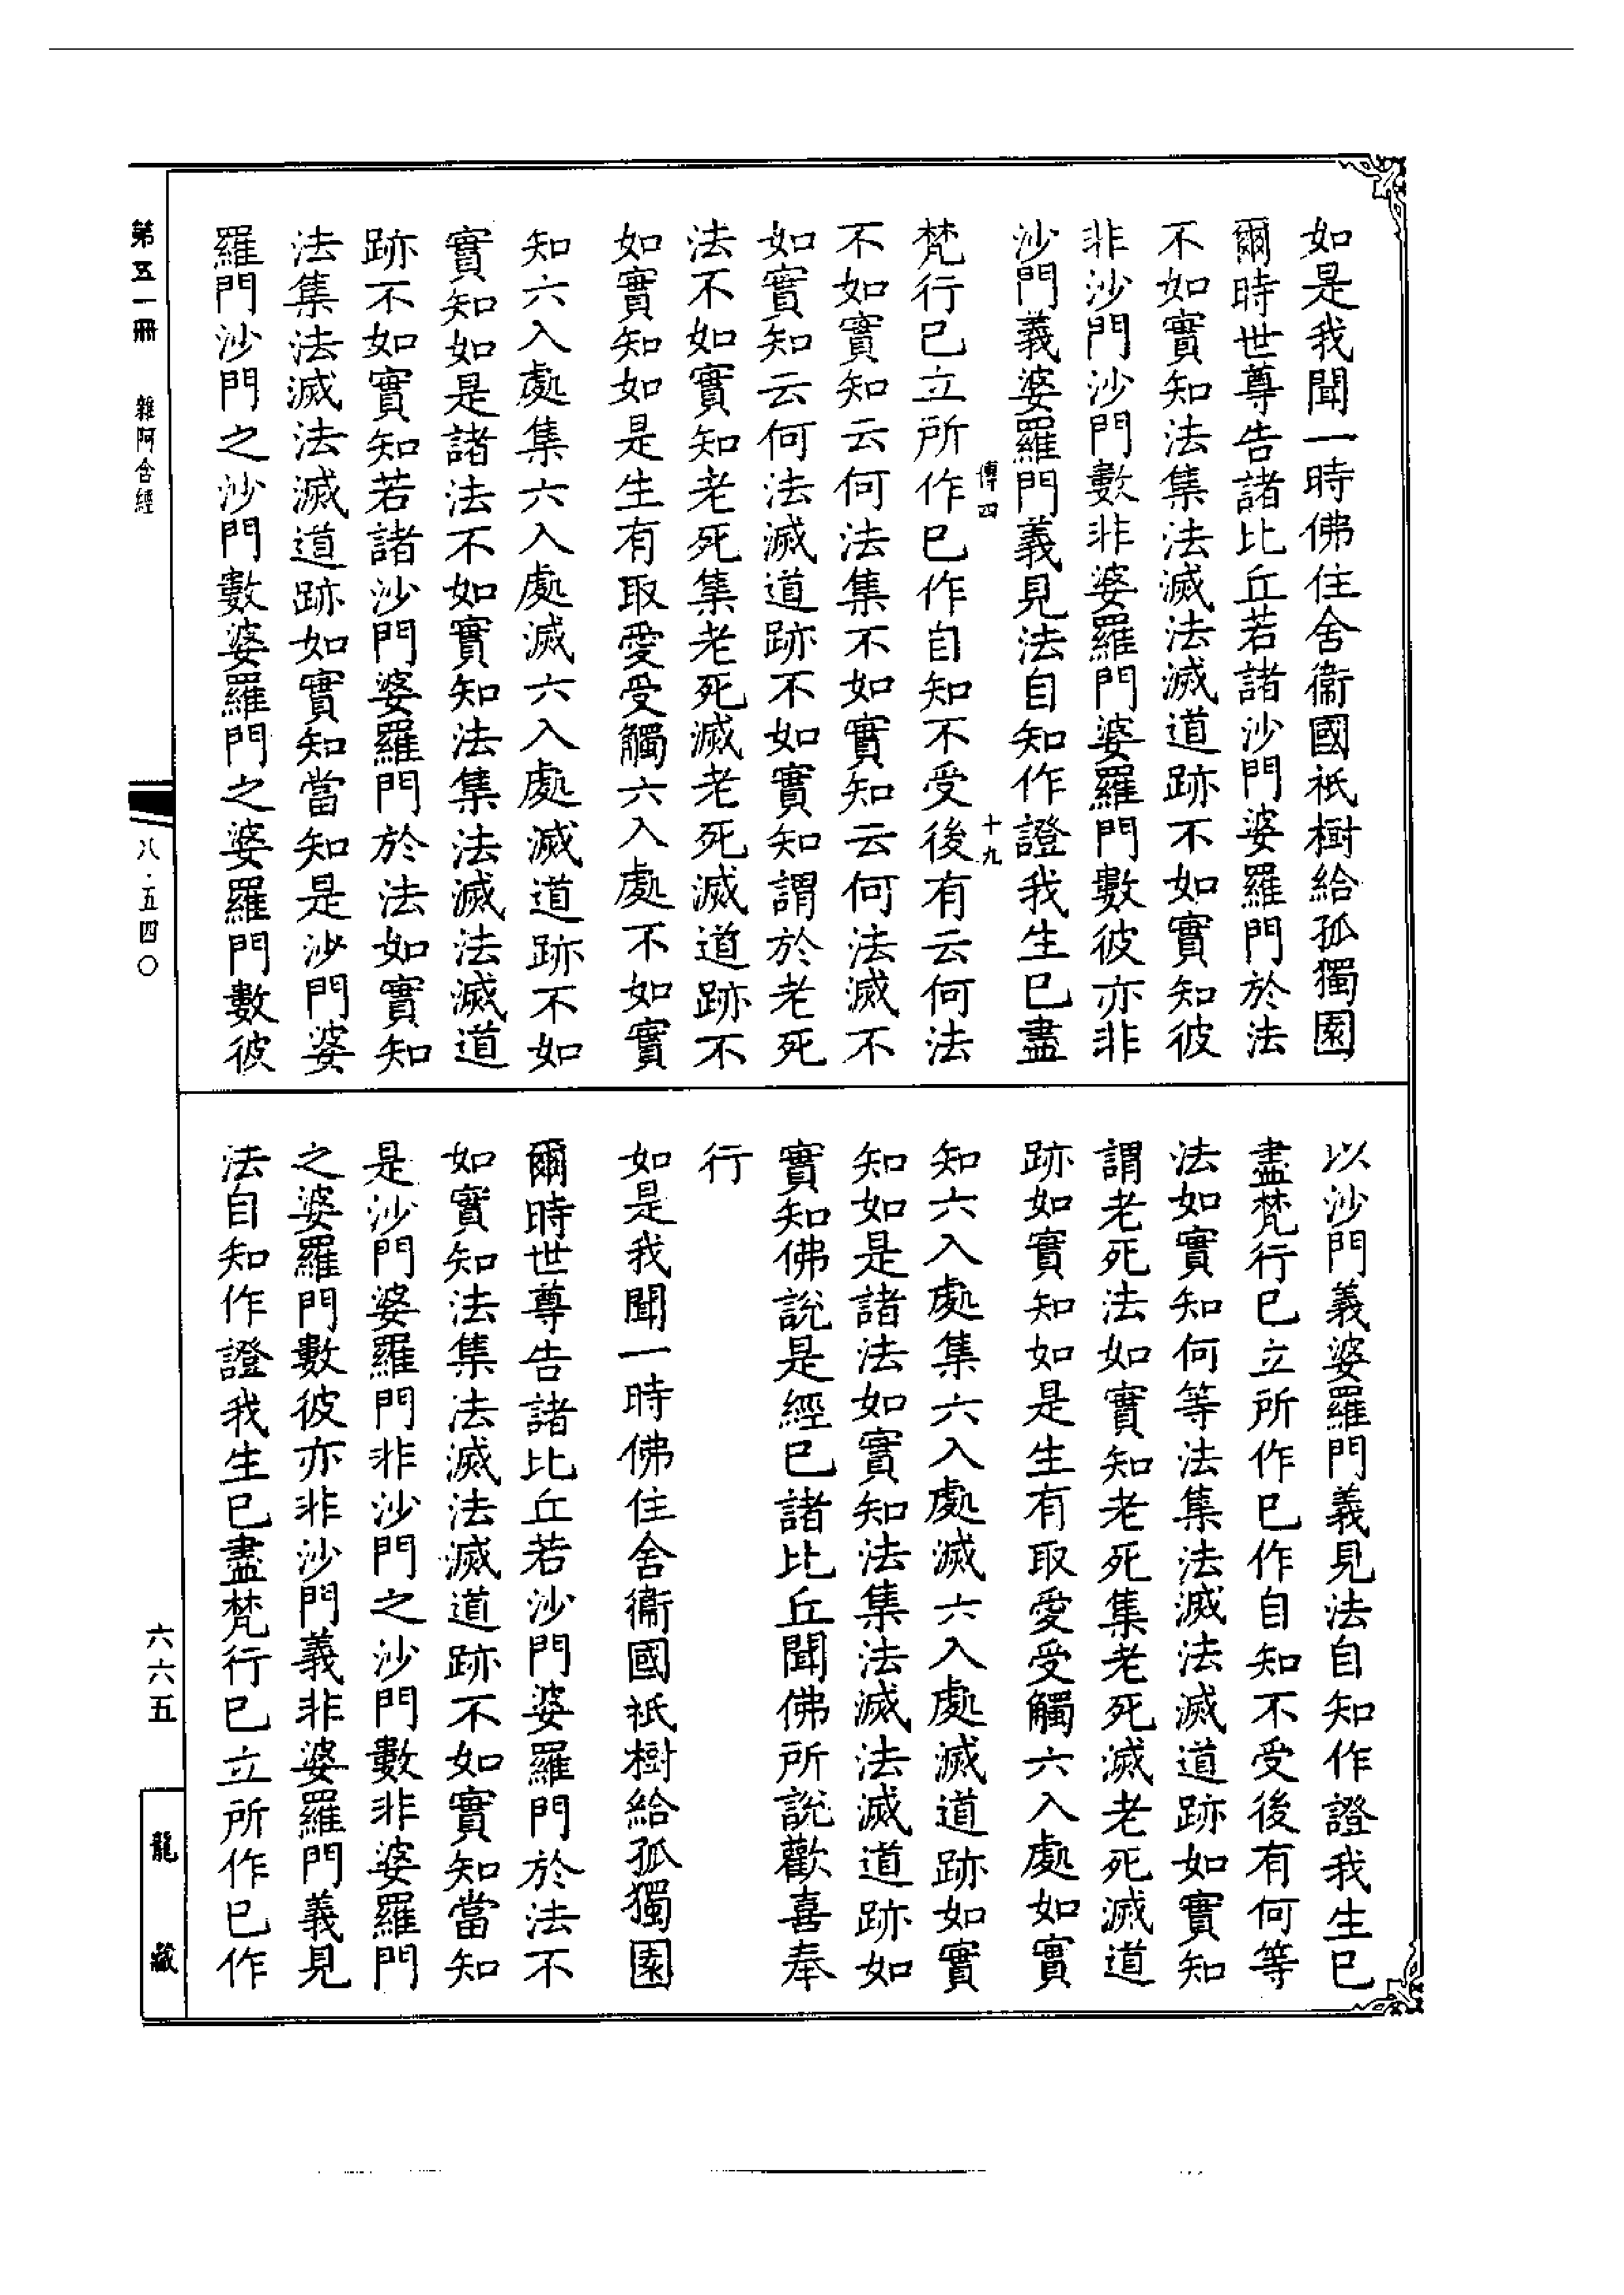 如是我聞一時佛住舍衞國祇樹給孤獨園
爾時世尊告諸比丘若諸沙門婆羅門於法
不如實知法集法滅法滅道跡不如實知彼
非沙門沙門數非婆羅門婆羅門數彼亦非
沙門義婆羅門義見法自知作證我生已盡
傅四
十九
梵行已立所作已作自知不受後有云何法
不如實知云何法集不如實知云何法滅不
如實知云何法滅道跡不如實知謂於老死
法不如實知老死集老死滅老死滅道跡不
如實知如是生有取愛受觸六入處不如實
知六入處集六入處滅六入處滅道跡不如
實知如是諸法不如實知法集法滅法滅道
跡不如實知若諸沙門婆羅門於法如實知
法集法滅法滅道跡如實知當知是沙門婆
羅門沙門之沙門數婆羅門之婆羅門數彼
以沙門義婆羅門義見法自知作證我生已
盡梵行已立所作已作自知不受後有何等
法如實知何等法集法滅法滅道跡如實知
謂老死法如實知老死集老死滅老死滅道
跡如實知如是生有取愛受觸六入處如實
知六入處集六入處滅六入處滅道跡如實
知如是諸法如實知法集法滅法滅道跡如
實知佛說是經已諸比丘聞佛所說歡喜奉
行
如是我聞一時佛住舍衞國祇樹給孤獨園
爾時世尊告諸比丘若沙門婆羅門於法不
如實知法集法滅法滅道跡不如實知當知
是沙門婆羅門非沙門之沙門數非婆羅門
之婆羅門數彼亦非沙門義非婆羅門義見
法自知作證我生已盡梵行已立所作已作
第五一冊 雜阿含經
八·五四〇
六六五
龍藏